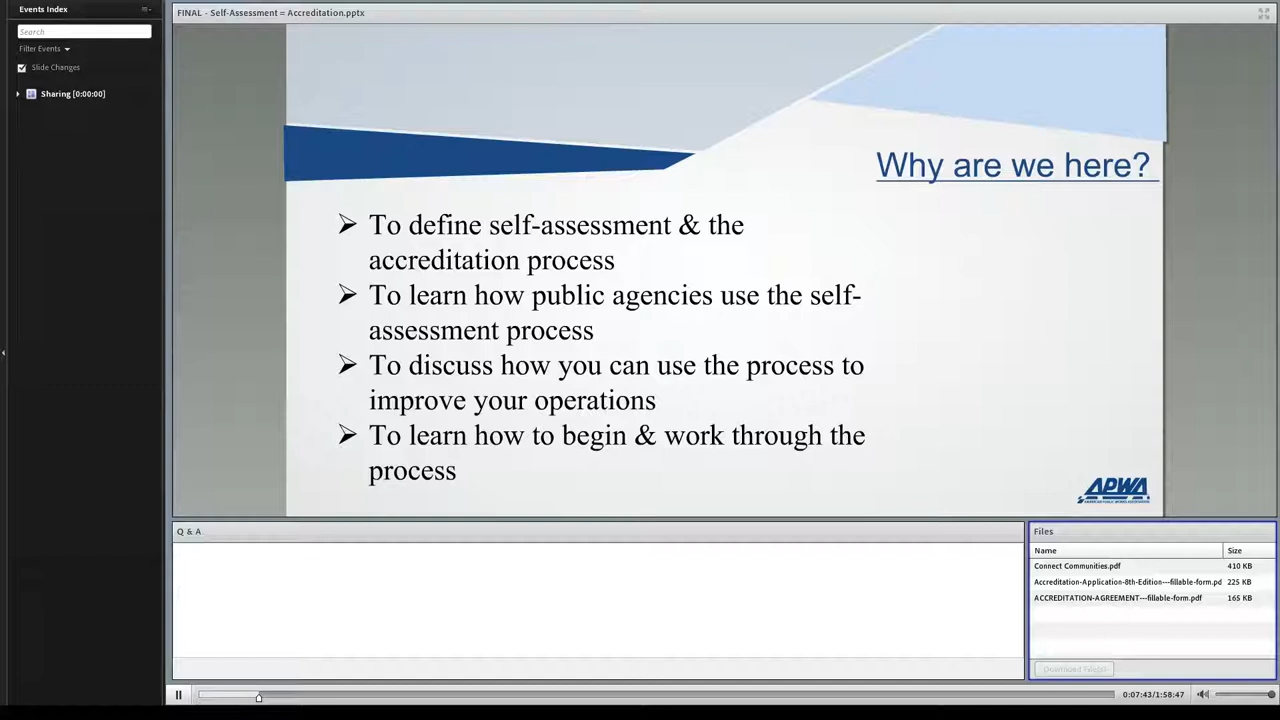 Events Index
Search
Filter Events
Slide Changes
Sharing [0:00:00]
FINAL - Self-Assessment = Accreditation.pptx
Why are we here?
To define self-assessment & the
accreditation process
To learn how public agencies use the self-
assessment process
To discuss how you can use the process to
improve your operations
To learn how to begin & work through the
process
APWA
Q & A
Files
Name Size
Connect Communities.pdf 410 KB
Accreditation-Application-8th-Edition---fillable-form.pd 225 KB
ACCREDITATION-AGREEMENT---fillable-form.pdf 165 KB
Download File(s)
0:07:43/1:58:47